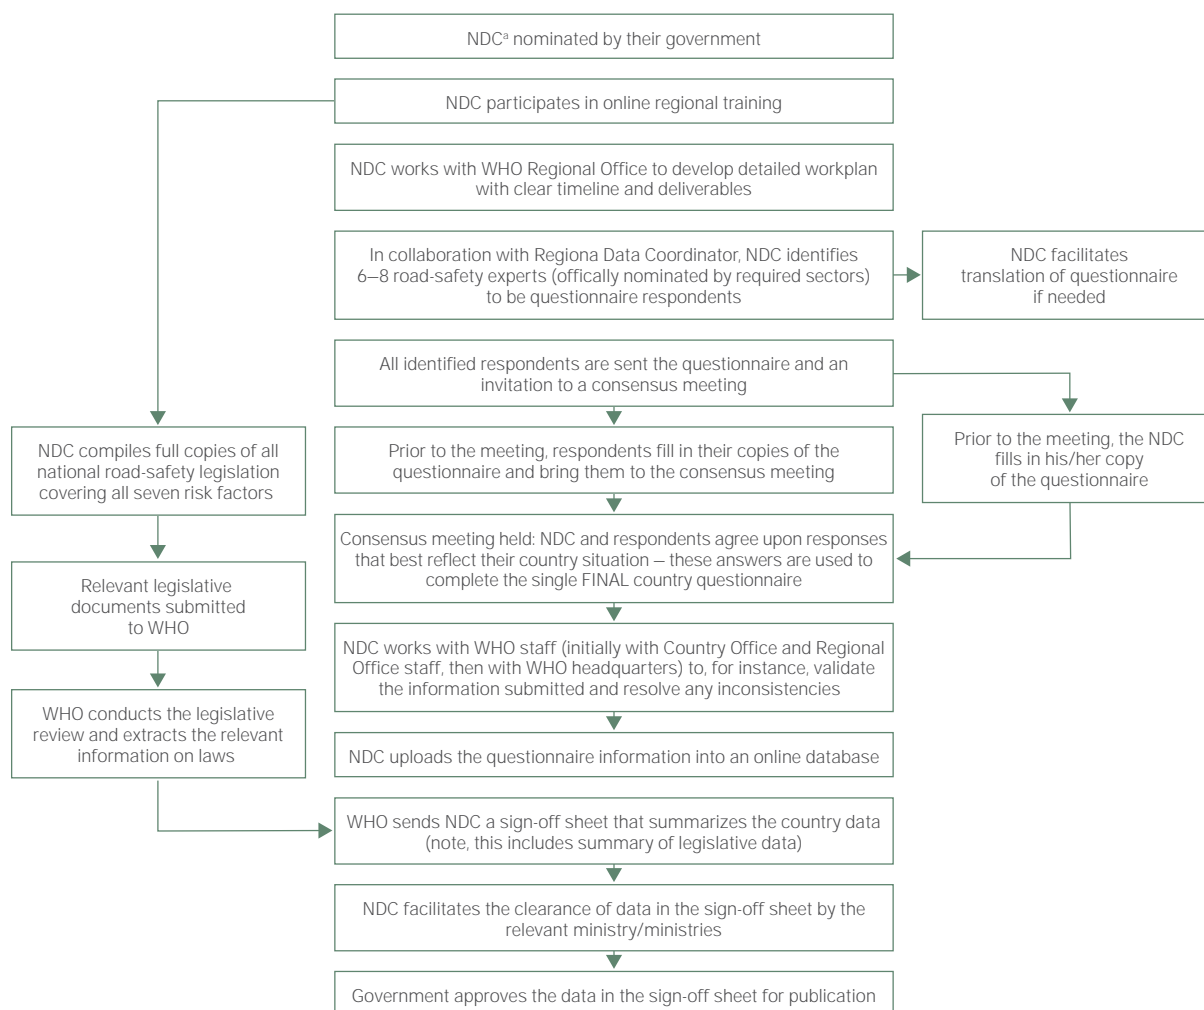 NDCᵃ nominated by their government
NDC participates in online regional training
NDC works with WHO Regional Office to develop detailed workplan
with clear timeline and deliverables
In collaboration with Regiona Data Coordinator, NDC identifies
6–8 road-safety experts (offically nominated by required sectors)
to be questionnaire respondents
NDC facilitates
translation of questionnaire
if needed
All identified respondents are sent the questionnaire and an
invitation to a consensus meeting
NDC compiles full copies of all
national road-safety legislation
covering all seven risk factors
Prior to the meeting, respondents fill in their copies of the
questionnaire and bring them to the consensus meeting
Prior to the meeting, the NDC
fills in his/her copy
of the questionnaire
Consensus meeting held: NDC and respondents agree upon responses
that best reflect their country situation – these answers are used to
complete the single FINAL country questionnaire
Relevant legislative
documents submitted
to WHO
NDC works with WHO staff (initially with Country Office and Regional
Office staff, then with WHO headquarters) to, for instance, validate
the information submitted and resolve any inconsistencies
WHO conducts the legislative
review and extracts the relevant
information on laws
NDC uploads the questionnaire information into an online database
WHO sends NDC a sign-off sheet that summarizes the country data
(note, this includes summary of legislative data)
NDC facilitates the clearance of data in the sign-off sheet by the
relevant ministry/ministries
Government approves the data in the sign-off sheet for publication